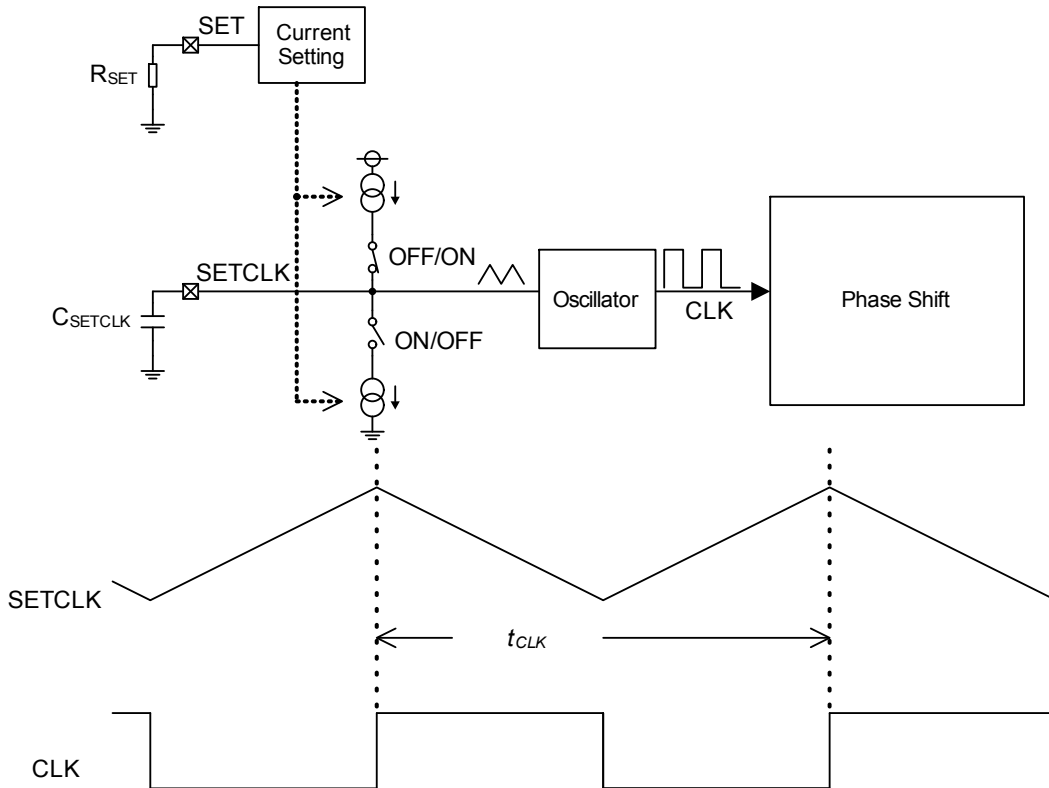 SET
Current
Setting
RSET
OFF/ON
SETCLK
CSETCLK
ON/OFF
Oscillator
CLK
Phase Shift
SETCLK
tCLK
CLK